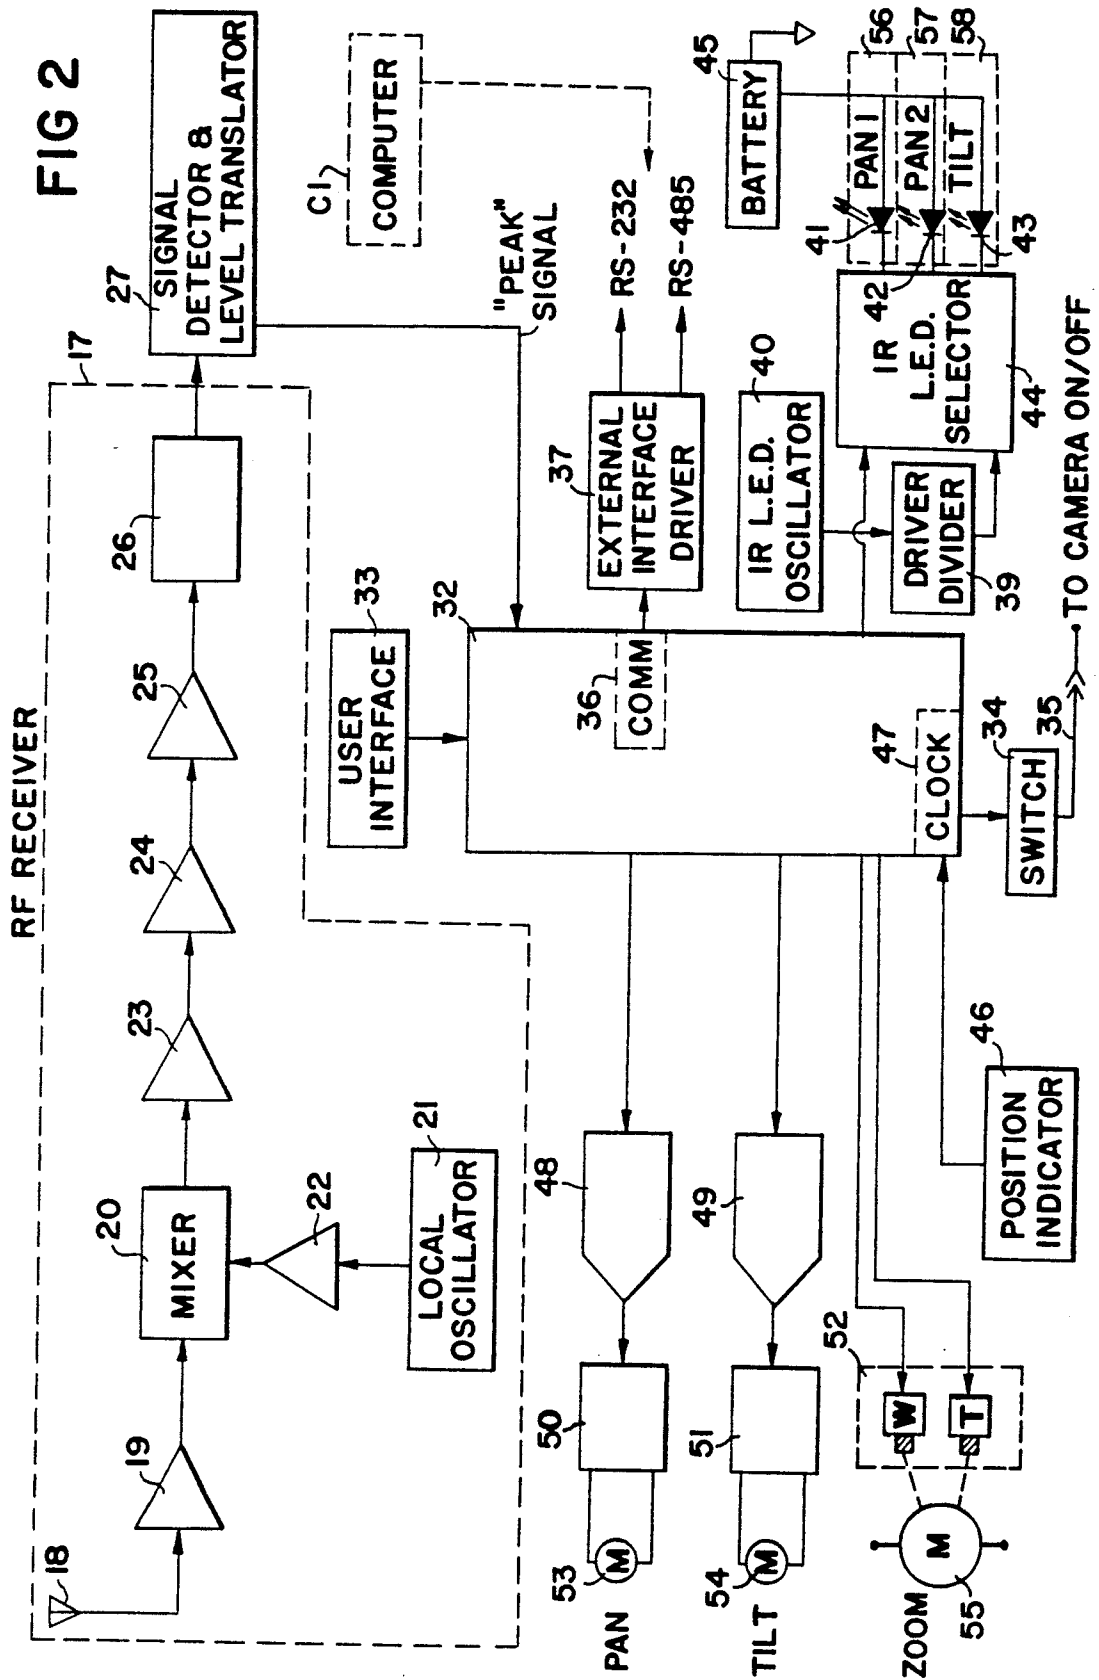 FIG 2
RF RECEIVER
17
18
19
20
MIXER
21
LOCAL
OSCILLATOR
22
23
24
25
26
27
SIGNAL
DETECTOR &
LEVEL TRANSLATOR
C1
COMPUTER
"PEAK"
SIGNAL
33
USER
INTERFACE
32
36
COMM
37
EXTERNAL
INTERFACE
DRIVER
RS-232
RS-485
40
IR L.E.D.
OSCILLATOR
DRIVER
DIVIDER
39
IR
L.E.D.
SELECTOR
44
45
BATTERY
41
PAN 1
56
42
PAN 2
57
43
TILT
58
47
CLOCK
34
SWITCH
35
TO CAMERA ON/OFF
46
POSITION
INDICATOR
48
50
53
M
PAN
49
51
54
M
TILT
52
W
T
M
55
ZOOM